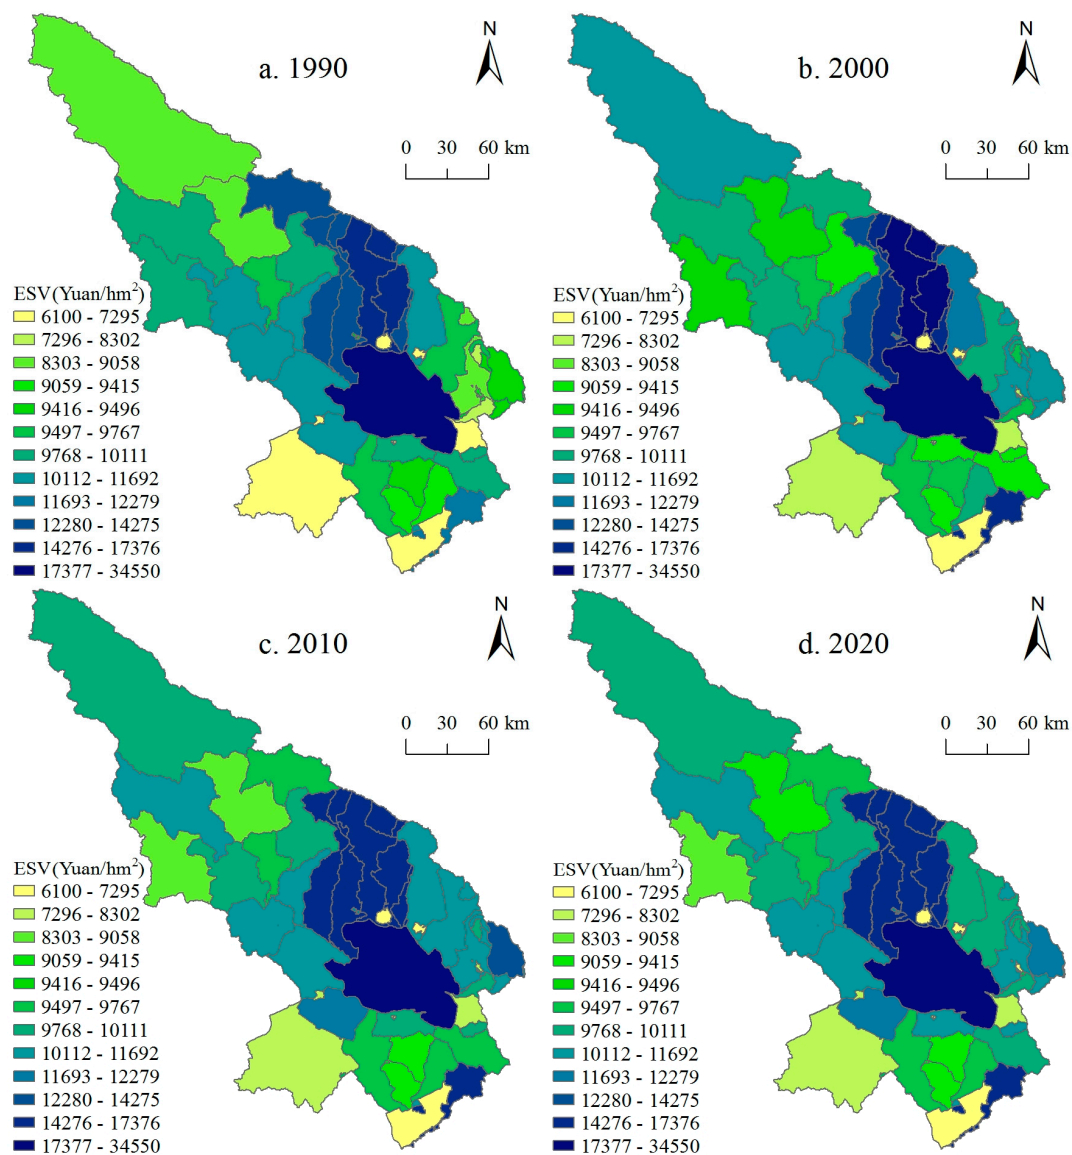 N
a. 1990
0 30 60 km
ESV(Yuan/hm²)
6100 - 7295
7296 - 8302
8303 - 9058
9059 - 9415
9416 - 9496
9497 - 9767
9768 - 10111
10112 - 11692
11693 - 12279
12280 - 14275
14276 - 17376
17377 - 34550
N
b. 2000
0 30 60 km
ESV(Yuan/hm²)
6100 - 7295
7296 - 8302
8303 - 9058
9059 - 9415
9416 - 9496
9497 - 9767
9768 - 10111
10112 - 11692
11693 - 12279
12280 - 14275
14276 - 17376
17377 - 34550
N
c. 2010
0 30 60 km
ESV(Yuan/hm²)
6100 - 7295
7296 - 8302
8303 - 9058
9059 - 9415
9416 - 9496
9497 - 9767
9768 - 10111
10112 - 11692
11693 - 12279
12280 - 14275
14276 - 17376
17377 - 34550
N
d. 2020
0 30 60 km
ESV(Yuan/hm²)
6100 - 7295
7296 - 8302
8303 - 9058
9059 - 9415
9416 - 9496
9497 - 9767
9768 - 10111
10112 - 11692
11693 - 12279
12280 - 14275
14276 - 17376
17377 - 34550